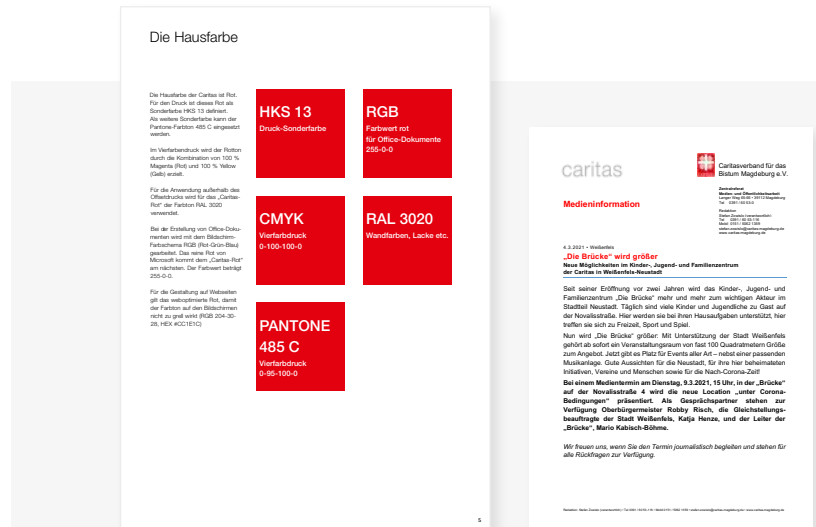 Die Hausfarbe
Die Hausfarbe der Caritas ist Rot.
Für den Druck ist dieses Rot als
Sonderfarbe HKS 13 definiert.
Als weitere Sonderfarbe kann der
Pantone-Farbton 485 C eingesetzt
werden.
Im Vierfarbendruck wird der Rotton
durch die Kombination von 100 %
Magenta (Rot) und 100 % Yellow
(Gelb) erzielt.
Für die Anwendung außerhalb des
Offsetdrucks wird für das „Caritas-
Rot“ der Farbton RAL 3020
verwendet.
Bei der Erstellung von Office-Doku-
menten wird mit dem Bildschirm-
Farbschema RGB (Rot-Grün-Blau)
gearbeitet. Das reine Rot von
Microsoft kommt dem „Caritas-Rot“
am nächsten. Der Farbwert beträgt
255-0-0.
Für die Gestaltung auf Webseiten
gilt das weboptimierte Rot, damit
der Farbton auf den Bildschirmen
nicht zu grell wirkt (RGB 204-30-
28, HEX #CC1E1C)
HKS 13
Druck-Sonderfarbe
RGB
Farbwert rot
für Office-Dokumente
255-0-0
CMYK
Vierfarbdruck
0-100-100-0
RAL 3020
Wandfarben, Lacke etc.
PANTONE
485 C
Vierfarbdruck
0-95-100-0
5
caritas
Caritasverband für das
Bistum Magdeburg e.V.
Medieninformation
Zentralreferat
Medien- und Öffentlichkeitsarbeit
Langer Weg 65-66 • 39112 Magdeburg
Redaktion
4.3.2021 • Weißenfels
„Die Brücke“ wird größer
Neue Möglichkeiten im Kinder-, Jugend- und Familienzentrum
der Caritas in Weißenfels-Neustadt
Seit seiner Eröffnung vor zwei Jahren wird das Kinder-, Jugend- und
Familienzentrum „Die Brücke“ mehr und mehr zum wichtigen Akteur im
Stadtteil Neustadt. Täglich sind viele Kinder und Jugendliche zu Gast auf
der Novalisstraße. Hier werden sie bei ihren Hausaufgaben unterstützt, hier
treffen sie sich zu Freizeit, Sport und Spiel.
Nun wird „Die Brücke“ größer: Mit Unterstützung der Stadt Weißenfels
gehört ab sofort ein Veranstaltungsraum von fast 100 Quadratmetern Größe
zum Angebot. Jetzt gibt es Platz für Events aller Art – nebst einer passenden
Musikanlage. Gute Aussichten für die Neustadt, für ihre hier beheimateten
Initiativen, Vereine und Menschen sowie für die Nach-Corona-Zeit!
Bei einem Medientermin am Dienstag, 9.3.2021, 15 Uhr, in der „Brücke“
auf der Novalisstraße 4 wird die neue Location „unter Corona-
Bedingungen“ präsentiert. Als Gesprächspartner stehen zur
Verfügung Oberbürgermeister Robby Risch, die Gleichstellungs-
beauftragte der Stadt Weißenfels, Katja Henze, und der Leiter der
„Brücke“, Mario Kabisch-Böhme.
Wir freuen uns, wenn Sie den Termin journalistisch begleiten und stehen für
alle Rückfragen zur Verfügung.